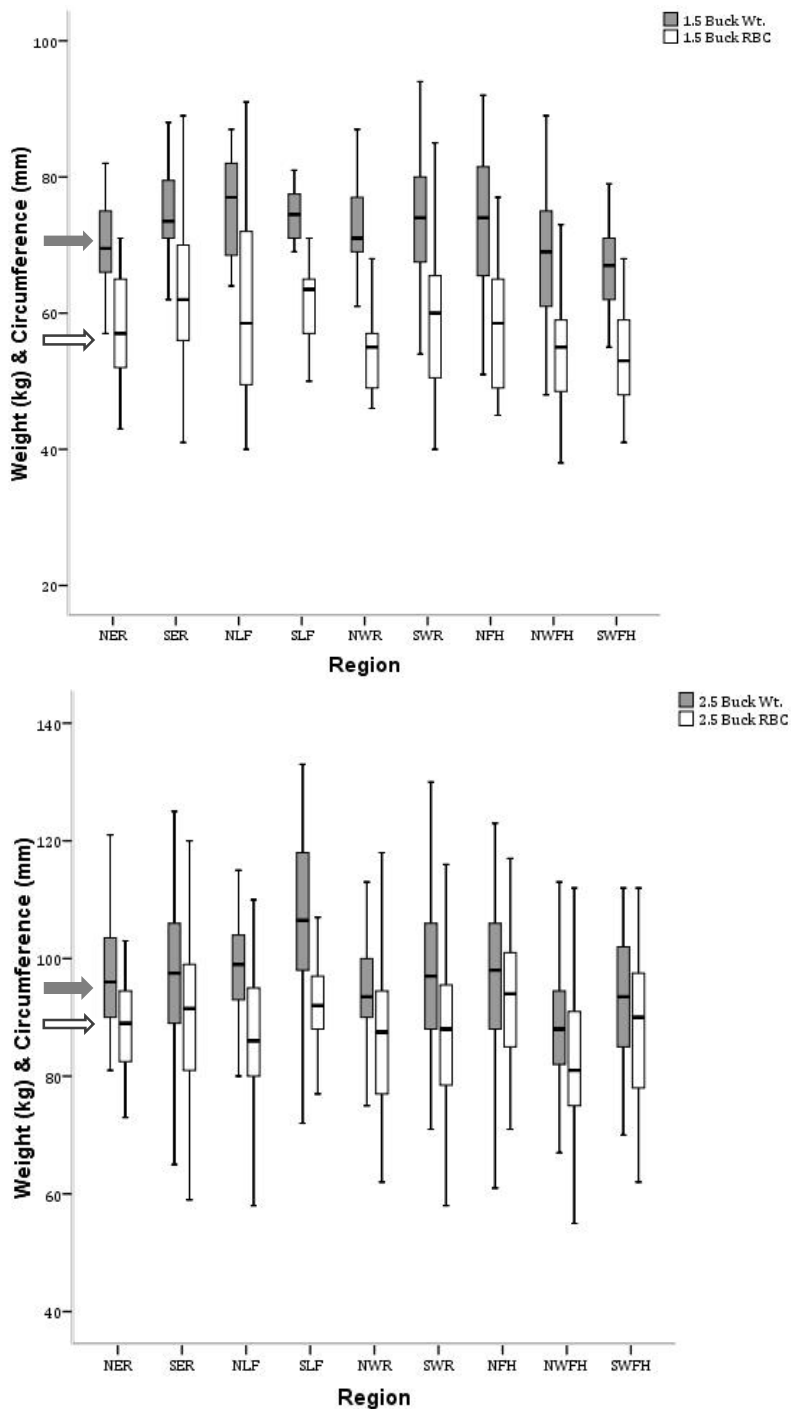 1.5 Buck Wt.
1.5 Buck RBC
Weight (kg) & Circumference (mm)
100
80
60
40
20
NER SER NLF SLF NWR SWR NFH NWFH SWFH
Region
2.5 Buck Wt.
2.5 Buck RBC
Weight (kg) & Circumference (mm)
140
120
100
80
60
40
NER SER NLF SLF NWR SWR NFH NWFH SWFH
Region